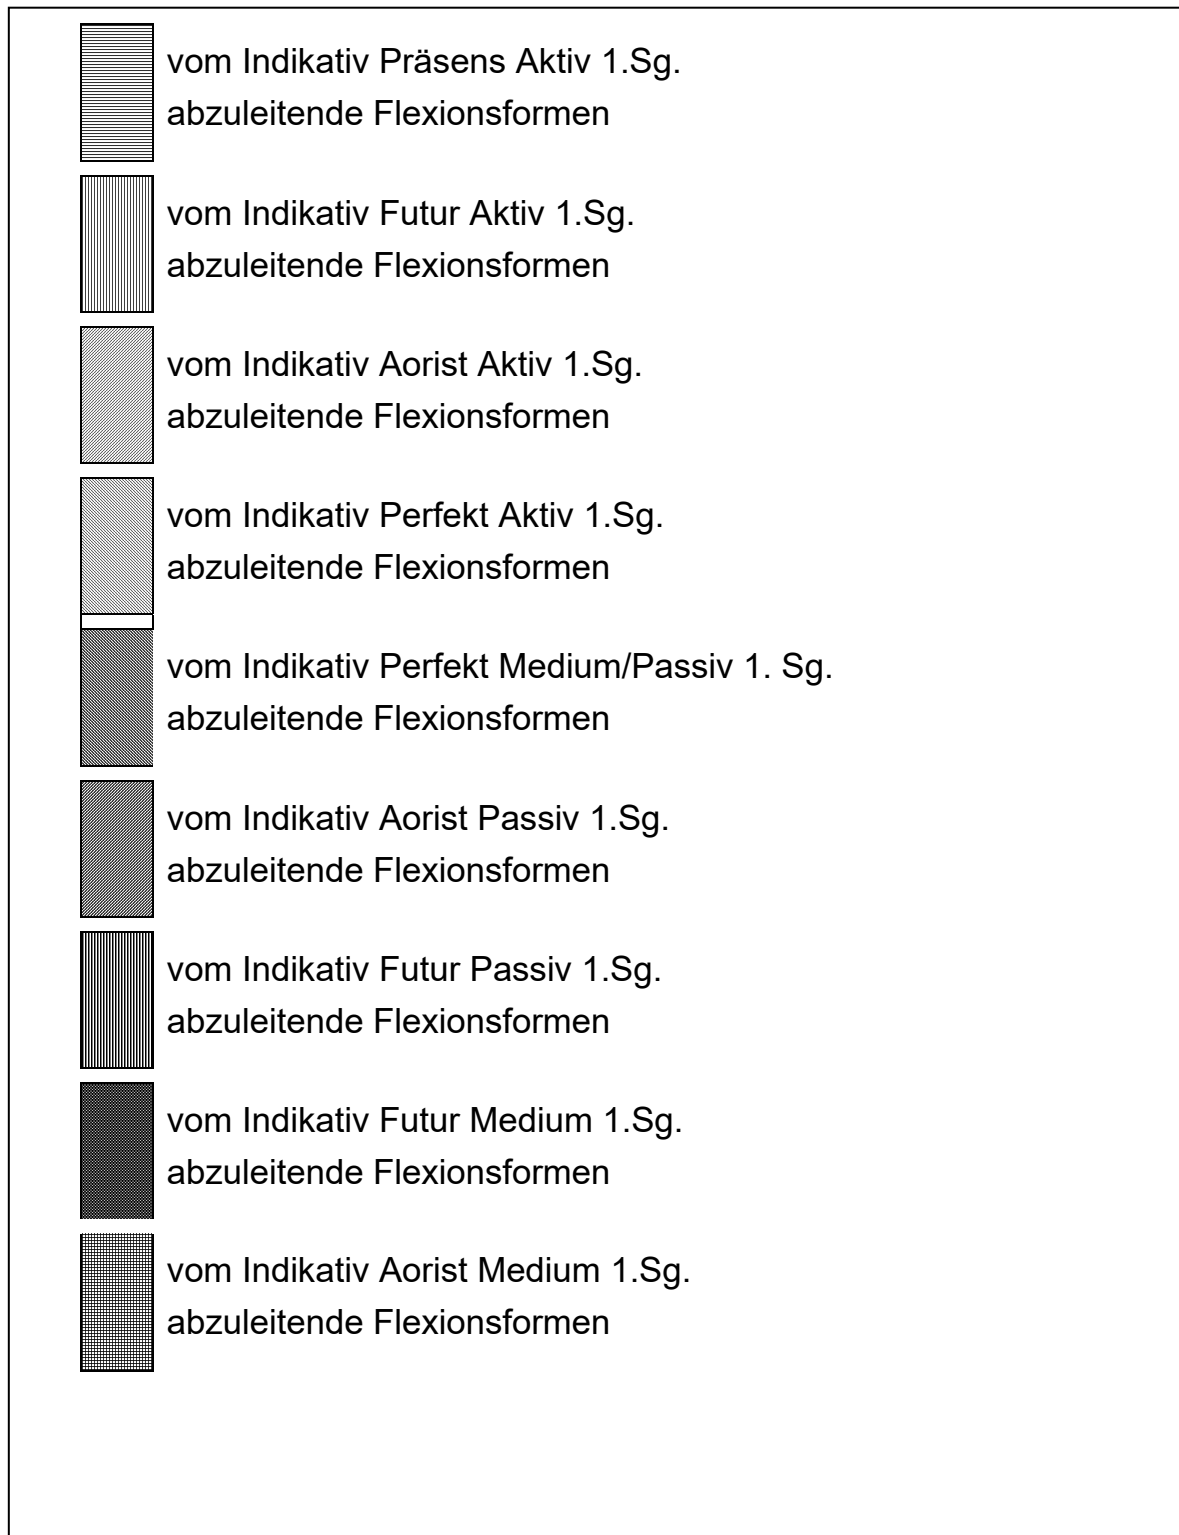 vom Indikativ Präsens Aktiv 1.Sg.
abzuleitende Flexionsformen
vom Indikativ Futur Aktiv 1.Sg.
abzuleitende Flexionsformen
vom Indikativ Aorist Aktiv 1.Sg.
abzuleitende Flexionsformen
vom Indikativ Perfekt Aktiv 1.Sg.
abzuleitende Flexionsformen
vom Indikativ Perfekt Medium/Passiv 1. Sg.
abzuleitende Flexionsformen
vom Indikativ Aorist Passiv 1.Sg.
abzuleitende Flexionsformen
vom Indikativ Futur Passiv 1.Sg.
abzuleitende Flexionsformen
vom Indikativ Futur Medium 1.Sg.
abzuleitende Flexionsformen
vom Indikativ Aorist Medium 1.Sg.
abzuleitende Flexionsformen